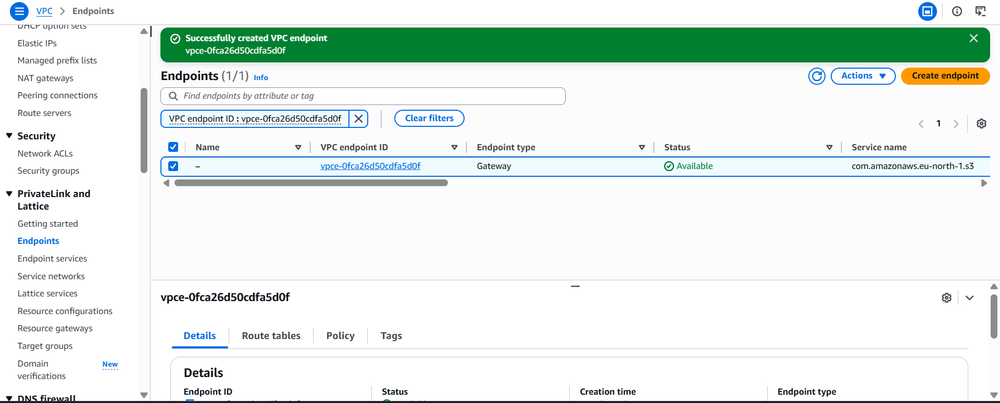 VPC > Endpoints
DHCP option sets
Elastic IPs
Managed prefix lists
NAT gateways
Peering connections
Route servers
Security
Network ACLs
Security groups
PrivateLink and
Lattice
Getting started
Endpoints
Endpoint services
Service networks
Lattice services
Resource configurations
Resource gateways
Target groups
Domain
verifications
New
DNS firewall
Successfully created VPC endpoint
vpce-0fca26d50cdfa5d0f
Endpoints (1/1) Info
Actions
Create endpoint
Find endpoints by attribute or tag
VPC endpoint ID : vpce-0fca26d50cdfa5d0f
Clear filters
1
Name VPC endpoint ID Endpoint type Status Service name
– vpce-0fca26d50cdfa5d0f Gateway Available com.amazonaws.eu-north-1.s3
vpce-0fca26d50cdfa5d0f
Details Route tables Policy Tags
Details
Endpoint ID Status Creation time Endpoint type